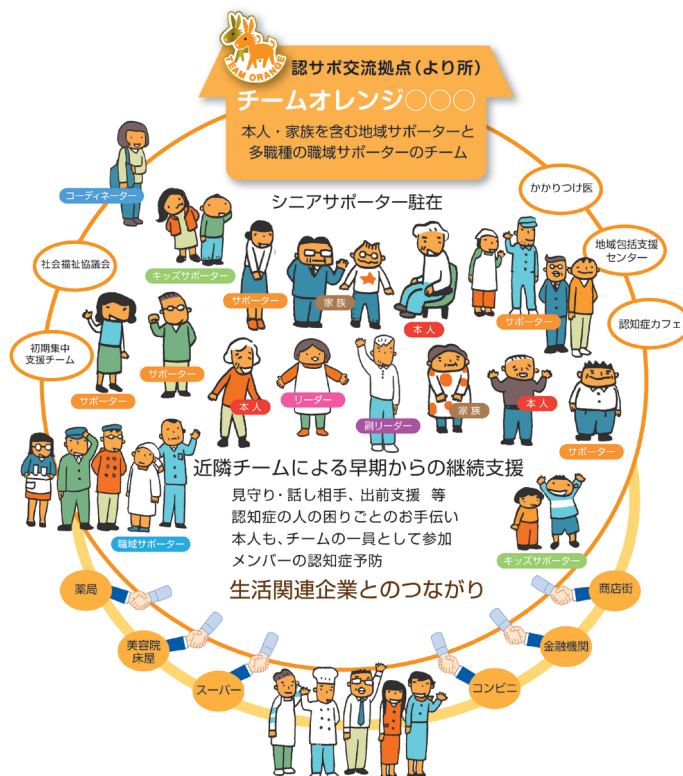 TEAM ORANGE
認サポ交流拠点（より所）
チームオレンジ○○○
本人・家族を含む地域サポーターと
多職種の職域サポーターのチーム
コーディネーター
シニアサポーター駐在
かかりつけ医
社会福祉協議会
キッズサポーター
サポーター
家族
本人
サポーター
地域包括支援
センター
認知症カフェ
初期集中
支援チーム
サポーター
サポーター
本人
リーダー
副リーダー
家族
本人
サポーター
職域サポーター
近隣チームによる早期からの継続支援
見守り・話し相手、出前支援 等
認知症の人の困りごとのお手伝い
本人も、チームの一員として参加
メンバーの認知症予防
キッズサポーター
生活関連企業とのつながり
薬局
美容院
床屋
スーパー
コンビニ
金融機関
商店街